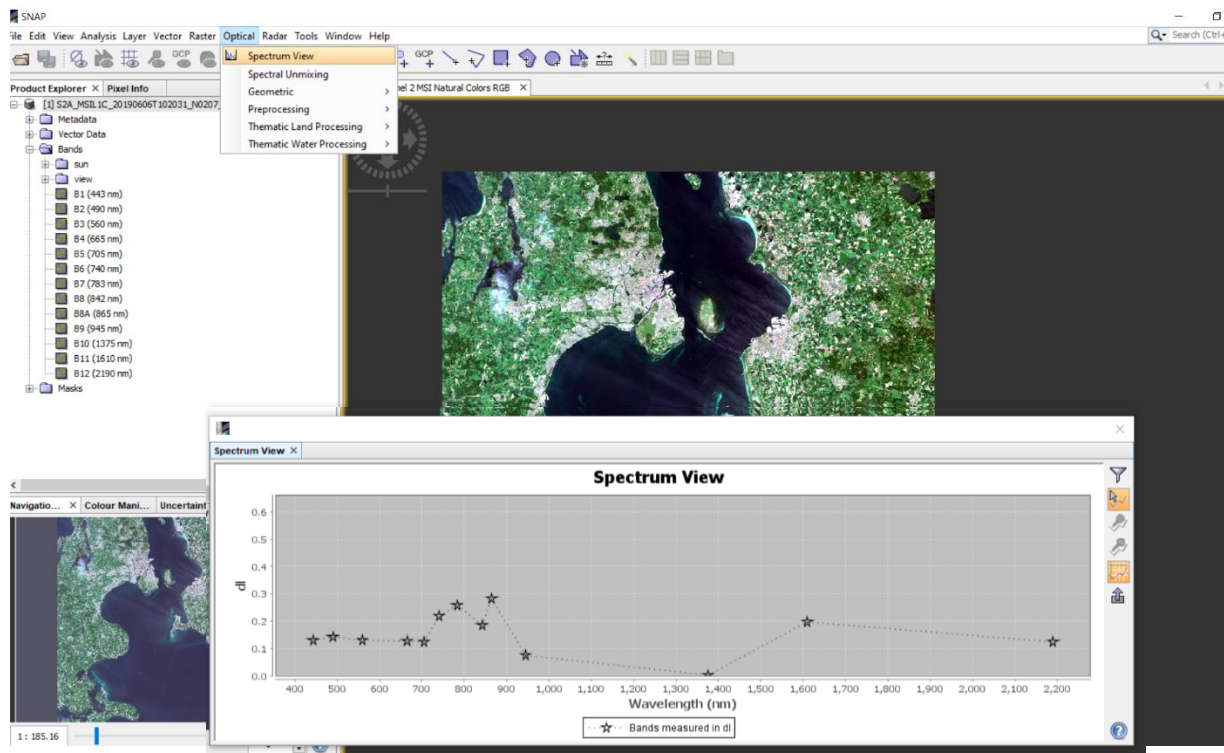 SNAP
File Edit View Analysis Layer Vector Raster Optical Radar Tools Window Help
Search (Ctrl+
GCP
GCP
Spectrum View
Spectral Unmixing
Geometric
Preprocessing
Thematic Land Processing
Thematic Water Processing
Product Explorer × Pixel Info
nel 2 MSI Natural Colors RGB ×
[1] S2A_MSIL1C_20190606T102031_N0207_
Metadata
Vector Data
Bands
sun
view
B1 (443 nm)
B2 (490 nm)
B3 (560 nm)
B4 (665 nm)
B5 (705 nm)
B6 (740 nm)
B7 (783 nm)
B8 (842 nm)
B8A (865 nm)
B9 (945 nm)
B10 (1375 nm)
B11 (1610 nm)
B12 (2190 nm)
Masks
Navigatio... × Colour Mani... Uncertaint
1 : 185.16
Spectrum View ×
Spectrum View
0.6
0.5
0.4
0.3
0.2
0.1
0.0
dl
400 500 600 700 800 900 1,000 1,100 1,200 1,300 1,400 1,500 1,600 1,700 1,800 1,900 2,000 2,100 2,200
Wavelength (nm)
Bands measured in dl